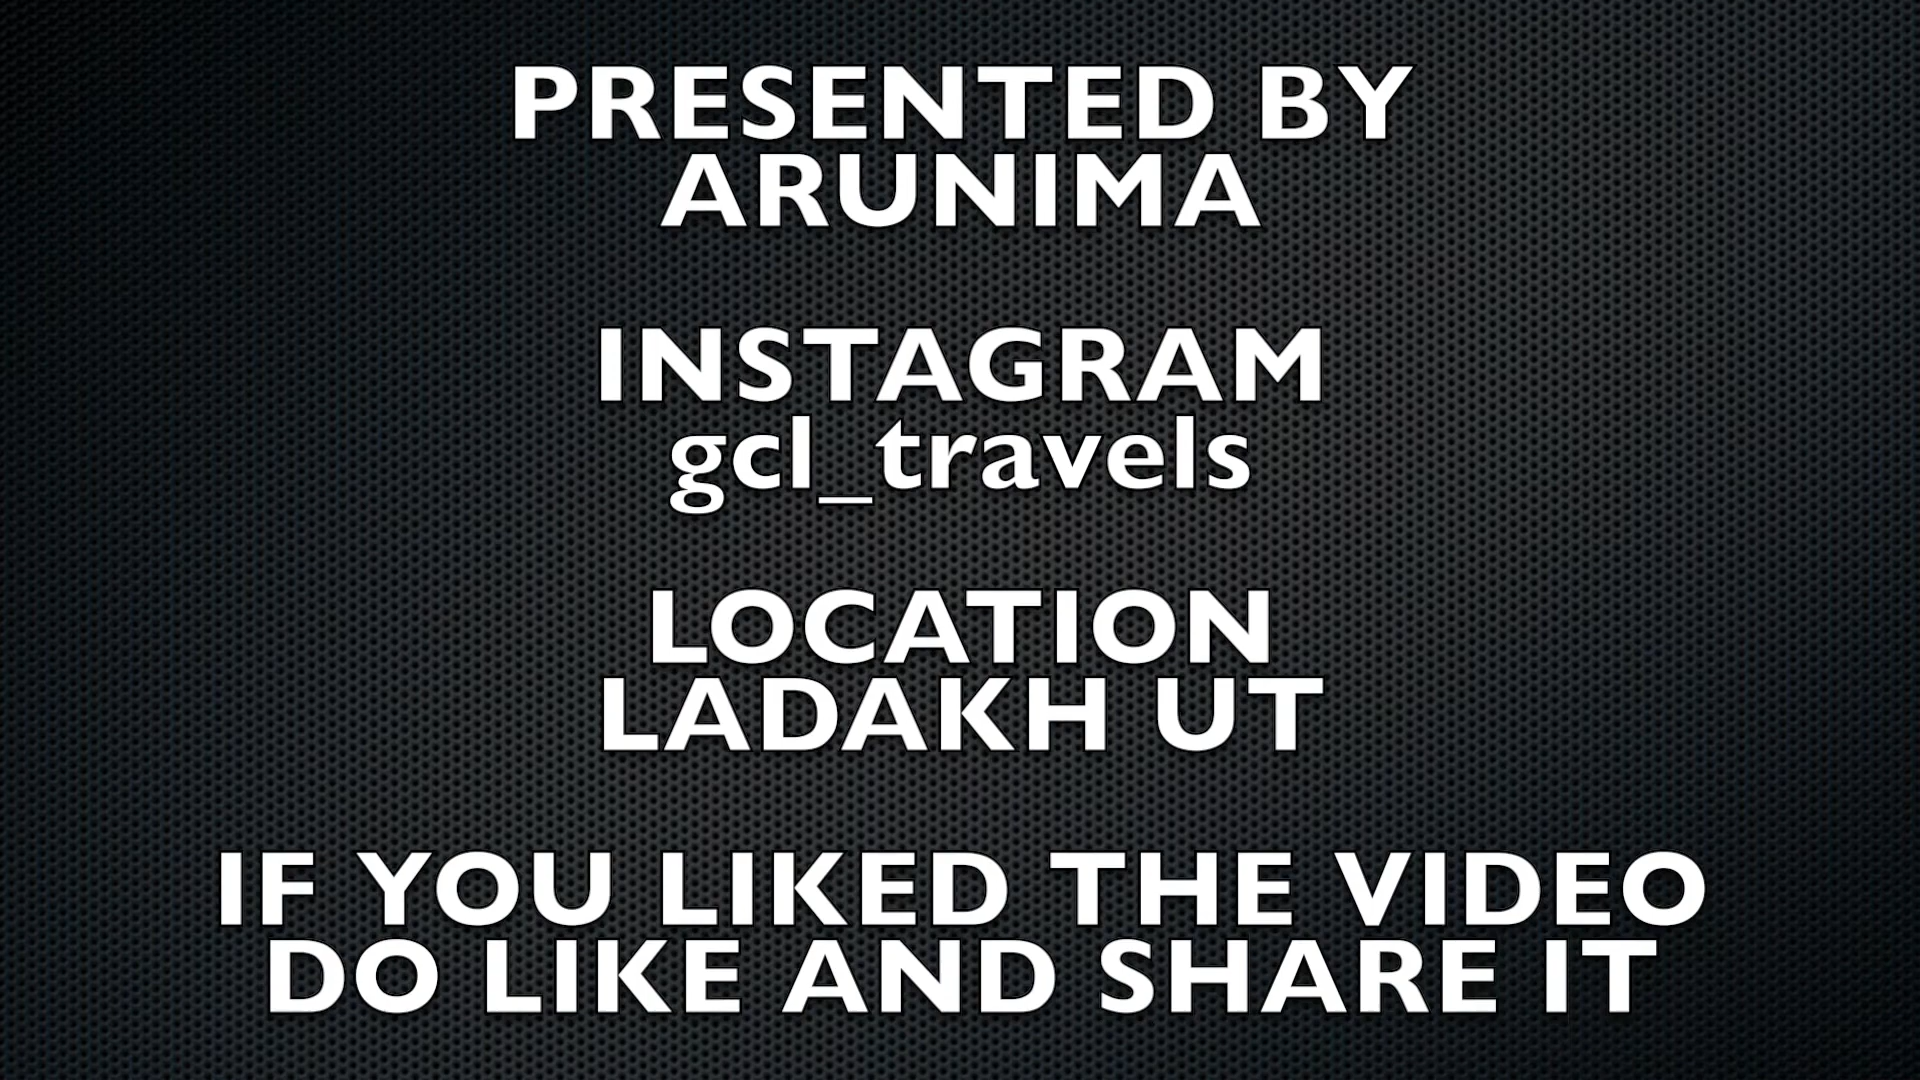 PRESENTED BY
ARUNIMA
INSTAGRAM
gcl_travels
LOCATION
LADAKH UT
IF YOU LIKED THE VIDEO
DO LIKE AND SHARE IT